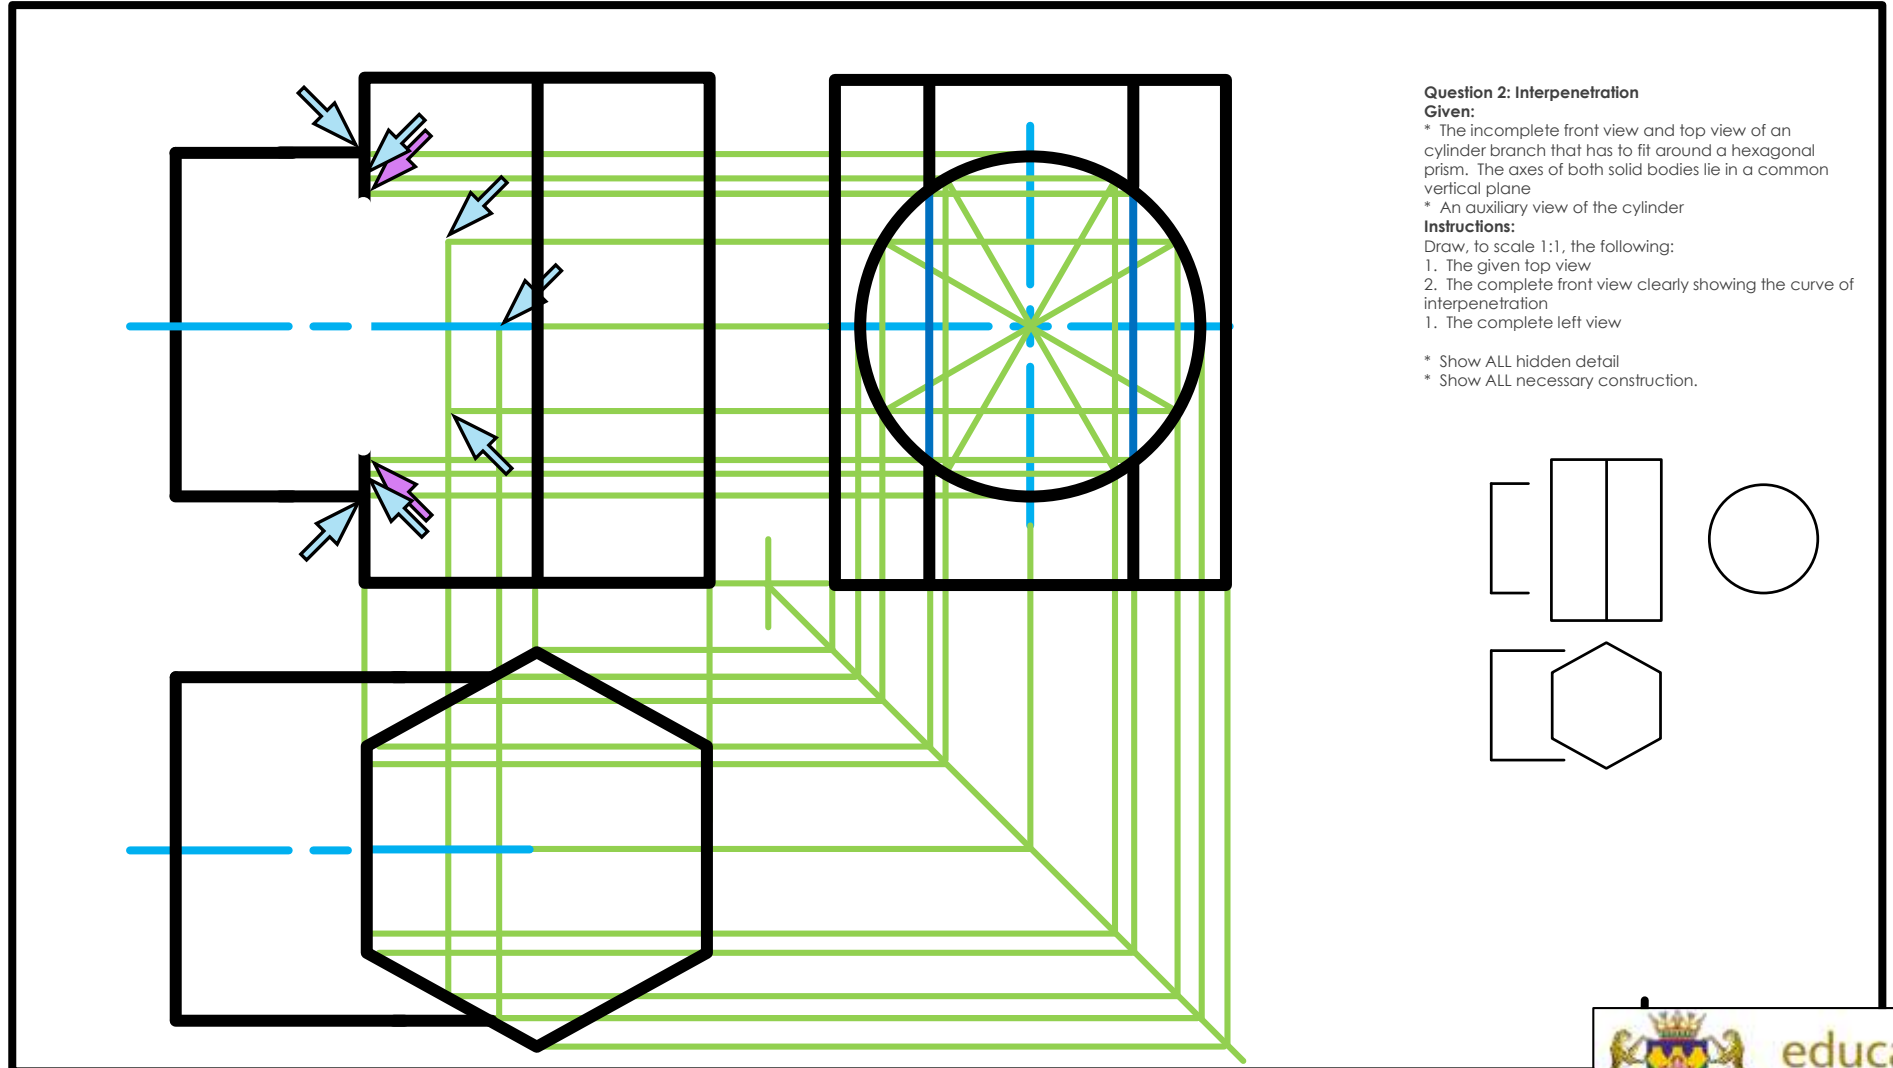 Question 2: Interpenetration
Given:
* The incomplete front view and top view of an
cylinder branch that has to fit around a hexagonal
prism. The axes of both solid bodies lie in a common
vertical plane
* An auxiliary view of the cylinder
Instructions:
Draw, to scale 1:1, the following:
1. The given top view
2. The complete front view clearly showing the curve of
interpenetration
1. The complete left view
* Show ALL hidden detail
* Show ALL necessary construction.